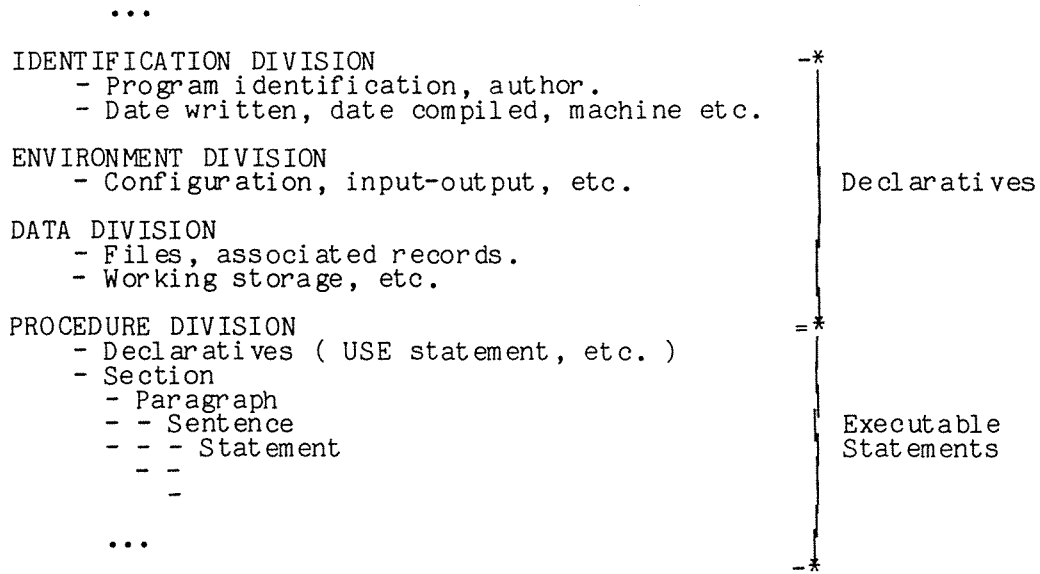 ...
IDENTIFICATION DIVISION -*
- Program identification, author.
- Date written, date compiled, machine etc.
ENVIRONMENT DIVISION
- Configuration, input-output, etc. Declaratives
DATA DIVISION
- Files, associated records.
- Working storage, etc.
PROCEDURE DIVISION =*
- Declaratives ( USE statement, etc. )
- Section
- Paragraph
- - Sentence Executable
- - - Statement Statements
- -
-
...
-*